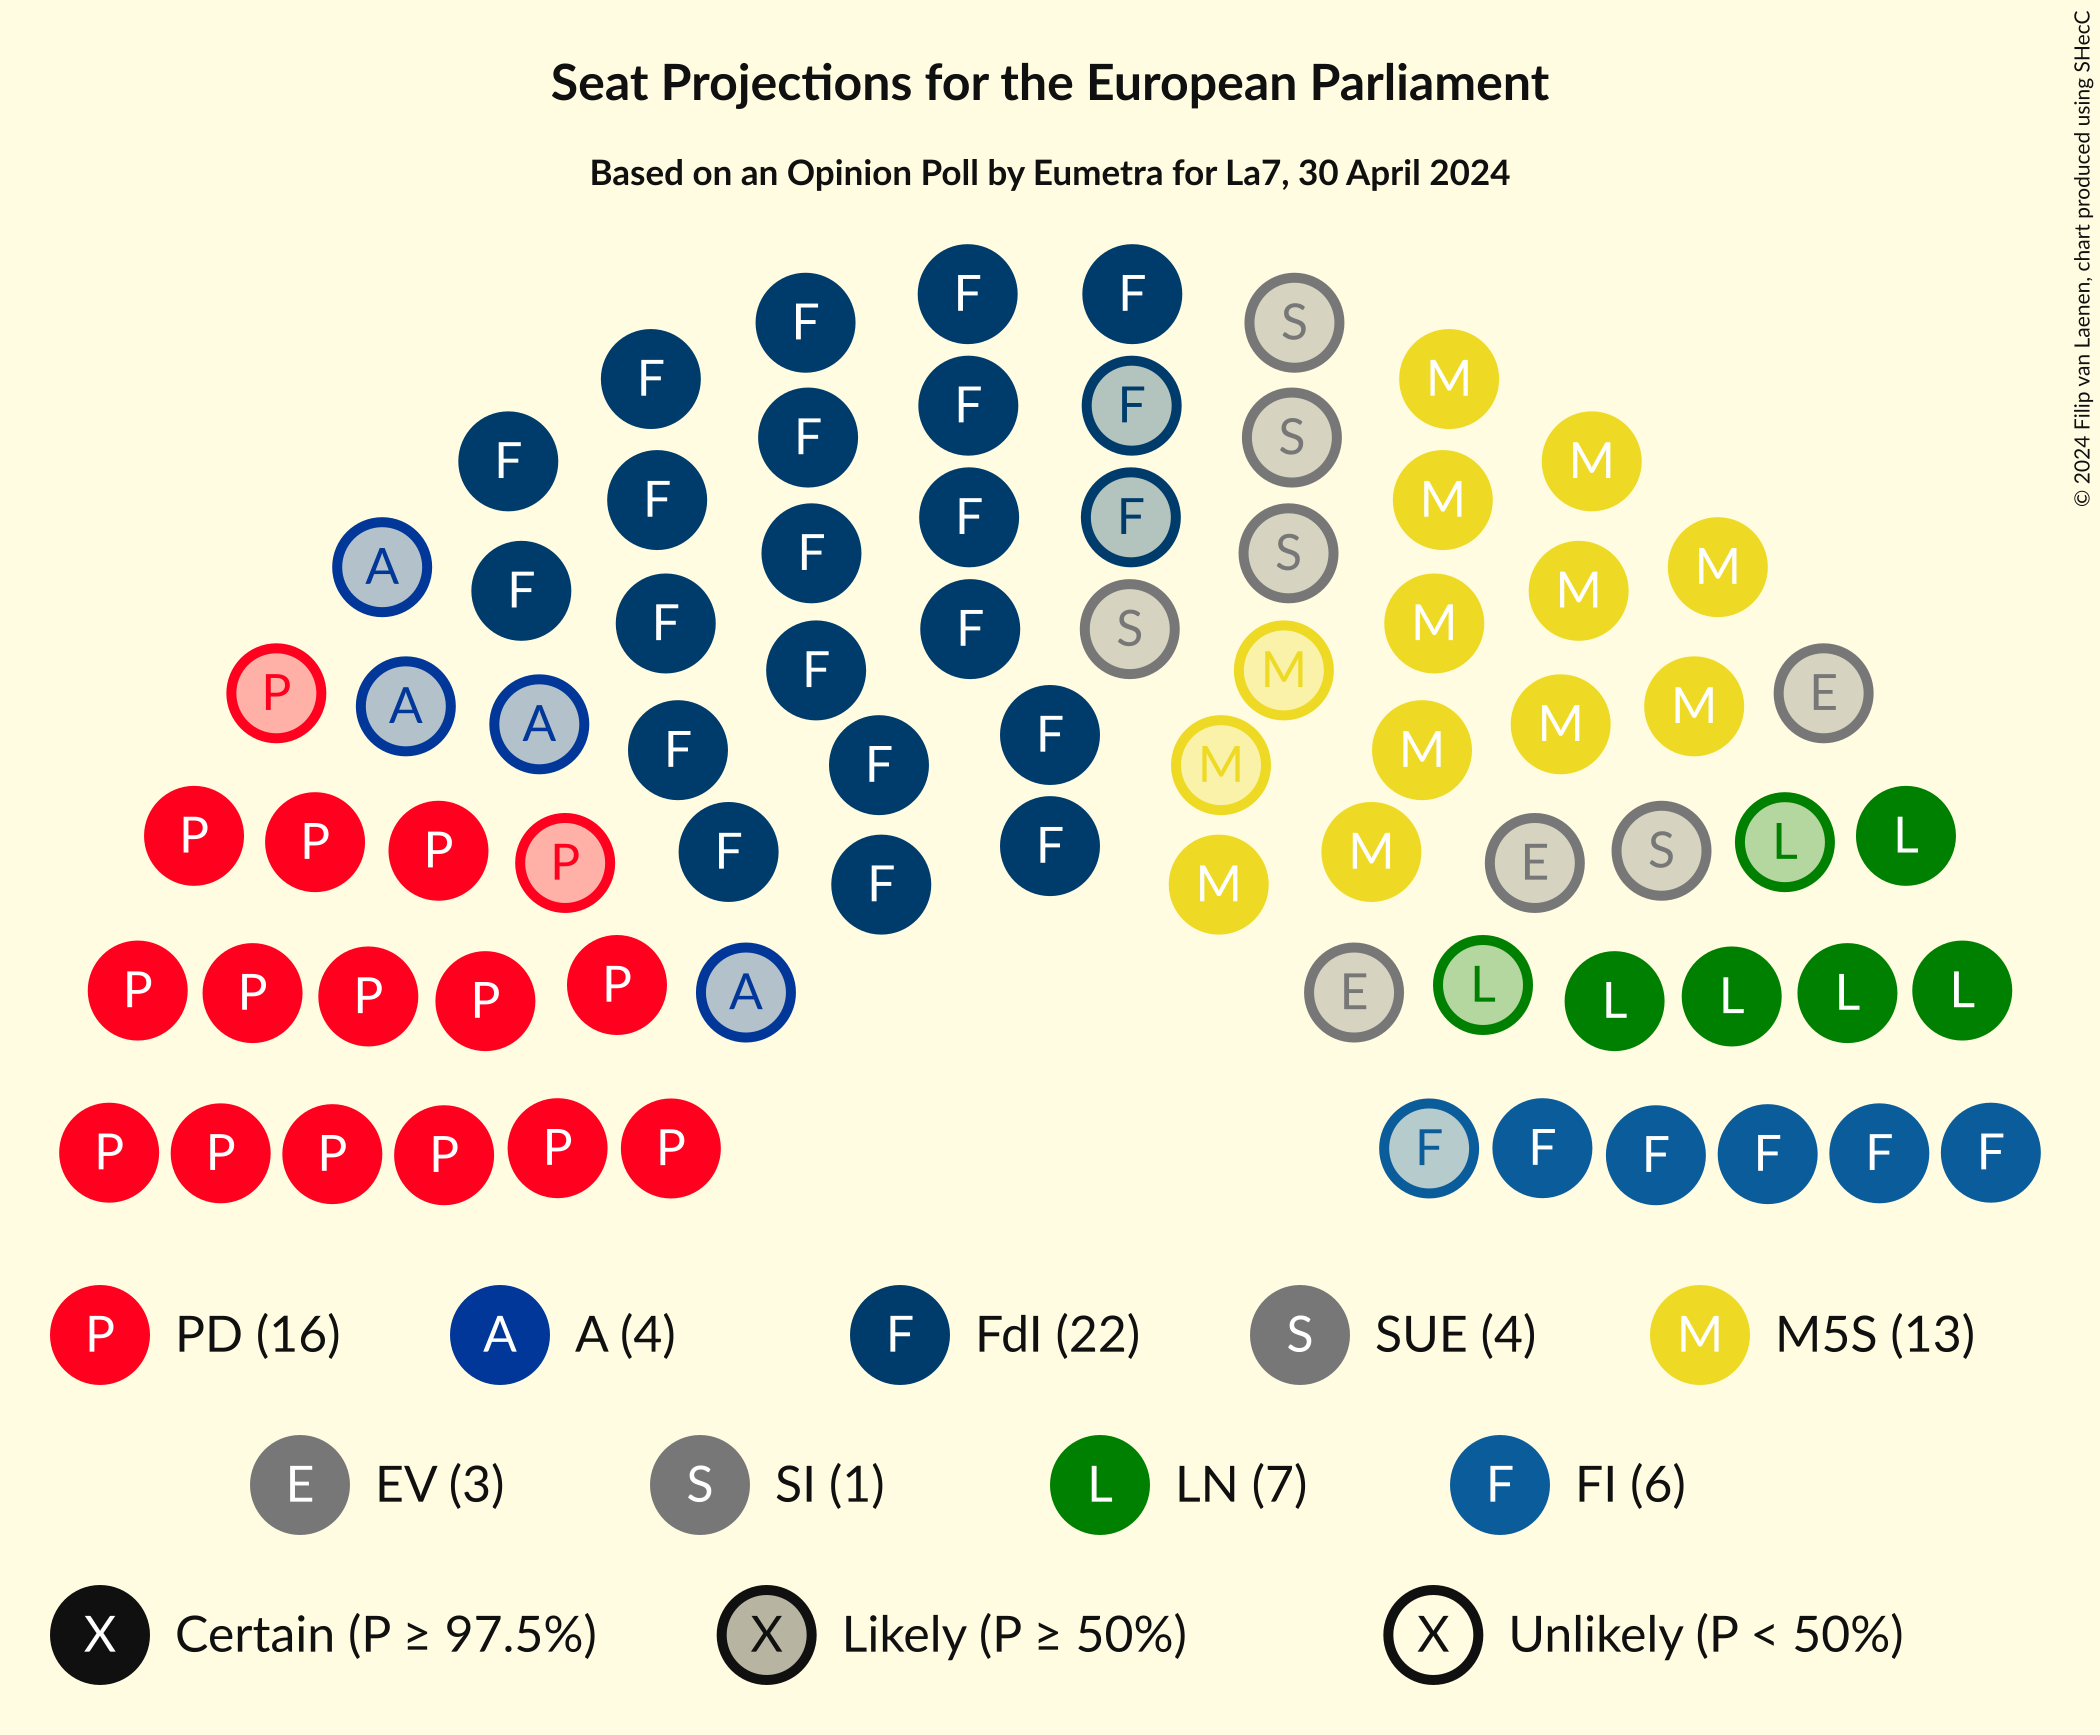 Seat Projections for the European Parliament
Based on an Opinion Poll by Eumetra for La7, 30 April 2024
© 2024 Filip van Laenen, chart produced using SHecC
F F
F S
F M
F F
F S
F M
F F
F M
F S
A M
F M
F M
F S
P A M E
F M
A M
F M
F M
F
P L
P L
P S
P E
F M
F
F M
P P P P P A E L L L L L
P P P P P P F F F F F F
P PD (16) A A (4) F FdI (22) S SUE (4) M M5S (13)
E EV (3) S SI (1) L LN (7) F FI (6)
X Certain (P ≥ 97.5%) X Likely (P ≥ 50%) X Unlikely (P < 50%)